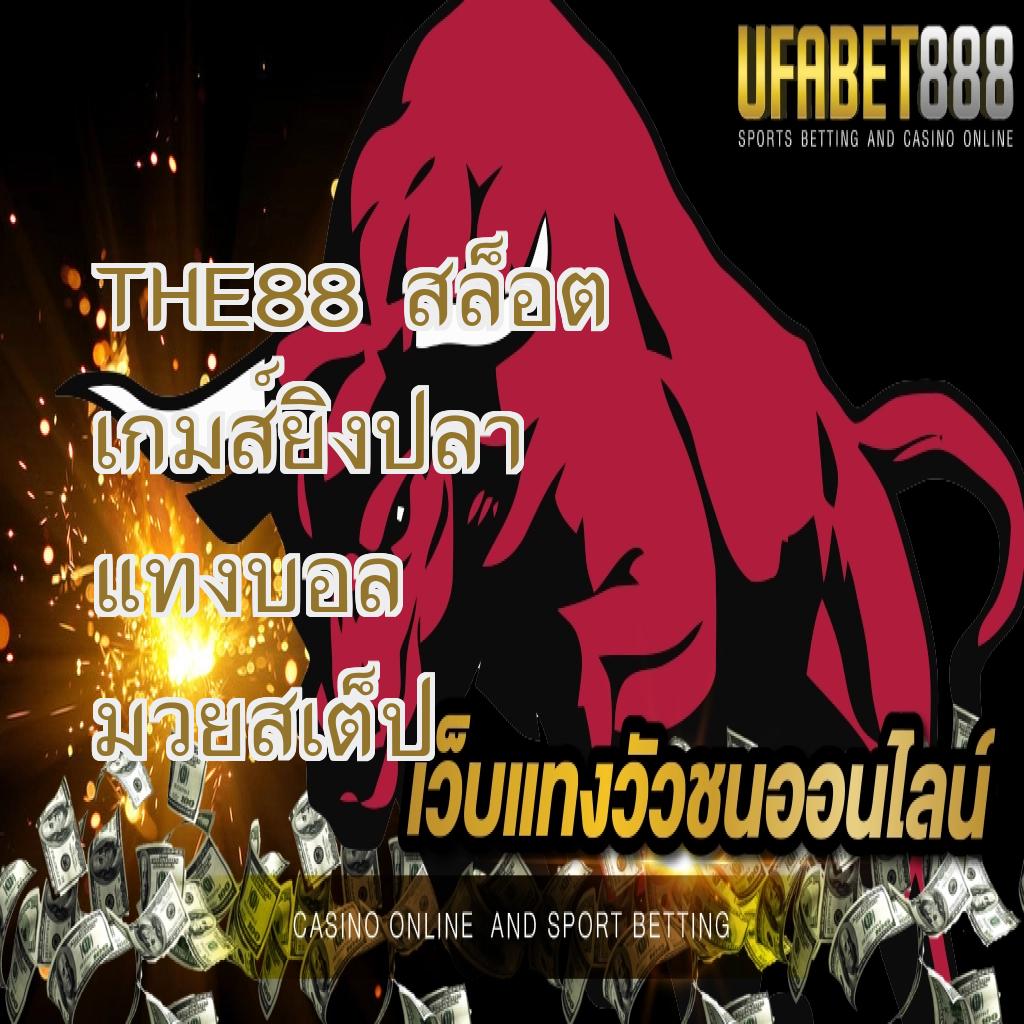 UFABET888
SPORTS BETTING AND CASINO ONLINE
THE88 สล็อต
เกมส์ยิงปลา
แทงบอล
มวยสเต็ป
เว็บแทงวัวชนออนไลน์
CASINO ONLINE AND SPORT BETTING